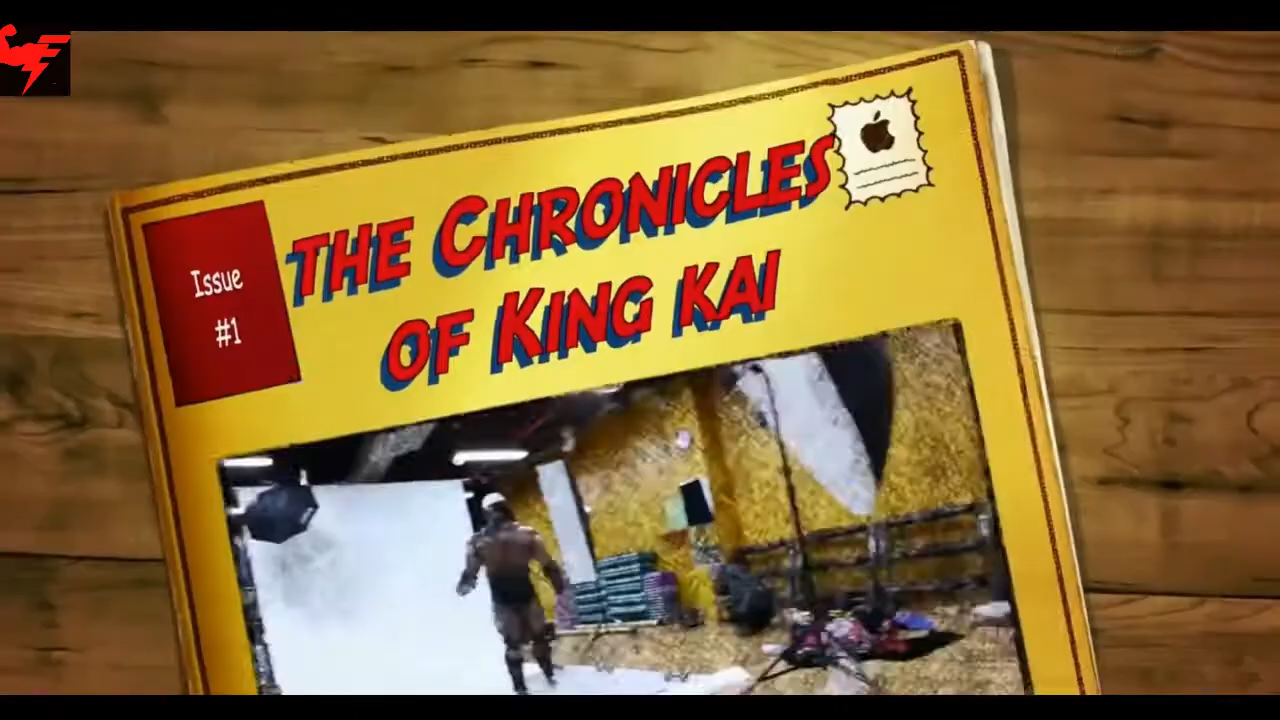 Issue
#1
THE CHRONICLES
OF KING KAI